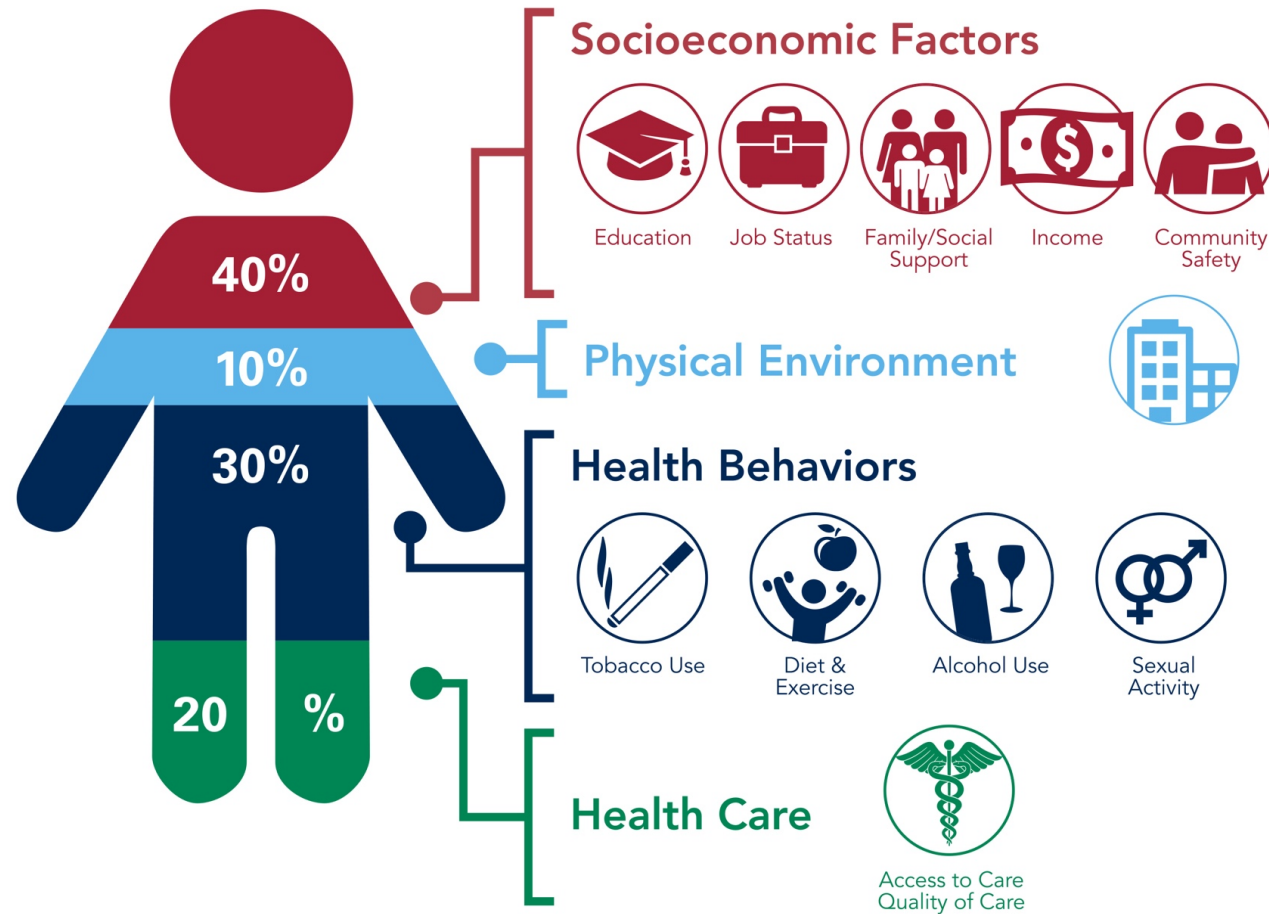 Socioeconomic Factors
Education
Job Status
Family/Social
Support
Income
$
Community
Safety
40%
10%
Physical Environment
30%
Health Behaviors
Tobacco Use
Diet &
Exercise
Alcohol Use
Sexual
Activity
20 %
Health Care
Access to Care
Quality of Care